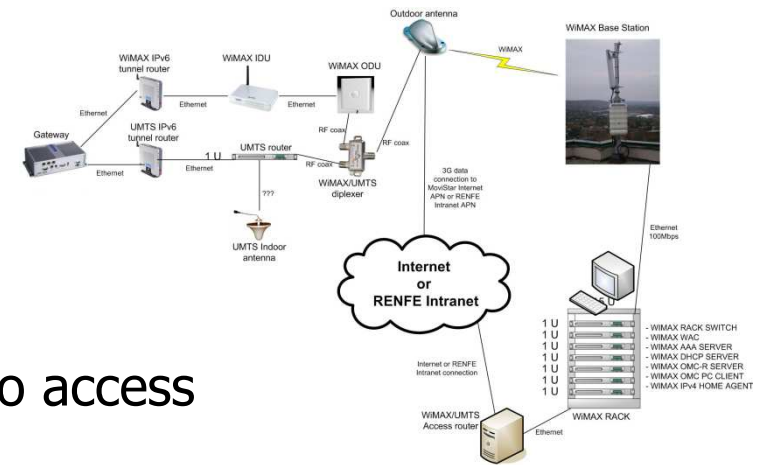 Outdoor antenna
WiMAX Base Station
WiMAX IPv6
tunnel router
WiMAX IDU
WiMAX ODU
WiMAX
Ethernet
Ethernet
Ethernet
Gateway
UMTS IPv6
tunnel router
1 U
UMTS router
RF coax
RF coax
RF coax
Ethernet
Ethernet
WiMAX/UMTS
diplexer
???
UMTS Indoor
antenna
3G data
connection to
MoviStar Internet
APN or RENFE
Intranet APN
Ethernet
100Mbps
Internet
or
RENFE Intranet
1 U
1 U
1 U
1 U
1 U
1 U
1 U
- WIMAX RACK SWITCH
- WIMAX WAC
- WIMAX AAA SERVER
- WIMAX DHCP SERVER
- WIMAX OMC-R SERVER
- WIMAX OMC PC CLIENT
- WIMAX IPv4 HOME AGENT
WiMAX RACK
Internet or RENFE
Intranet connection
o access
WiMAX/UMTS
Access router
Ethernet